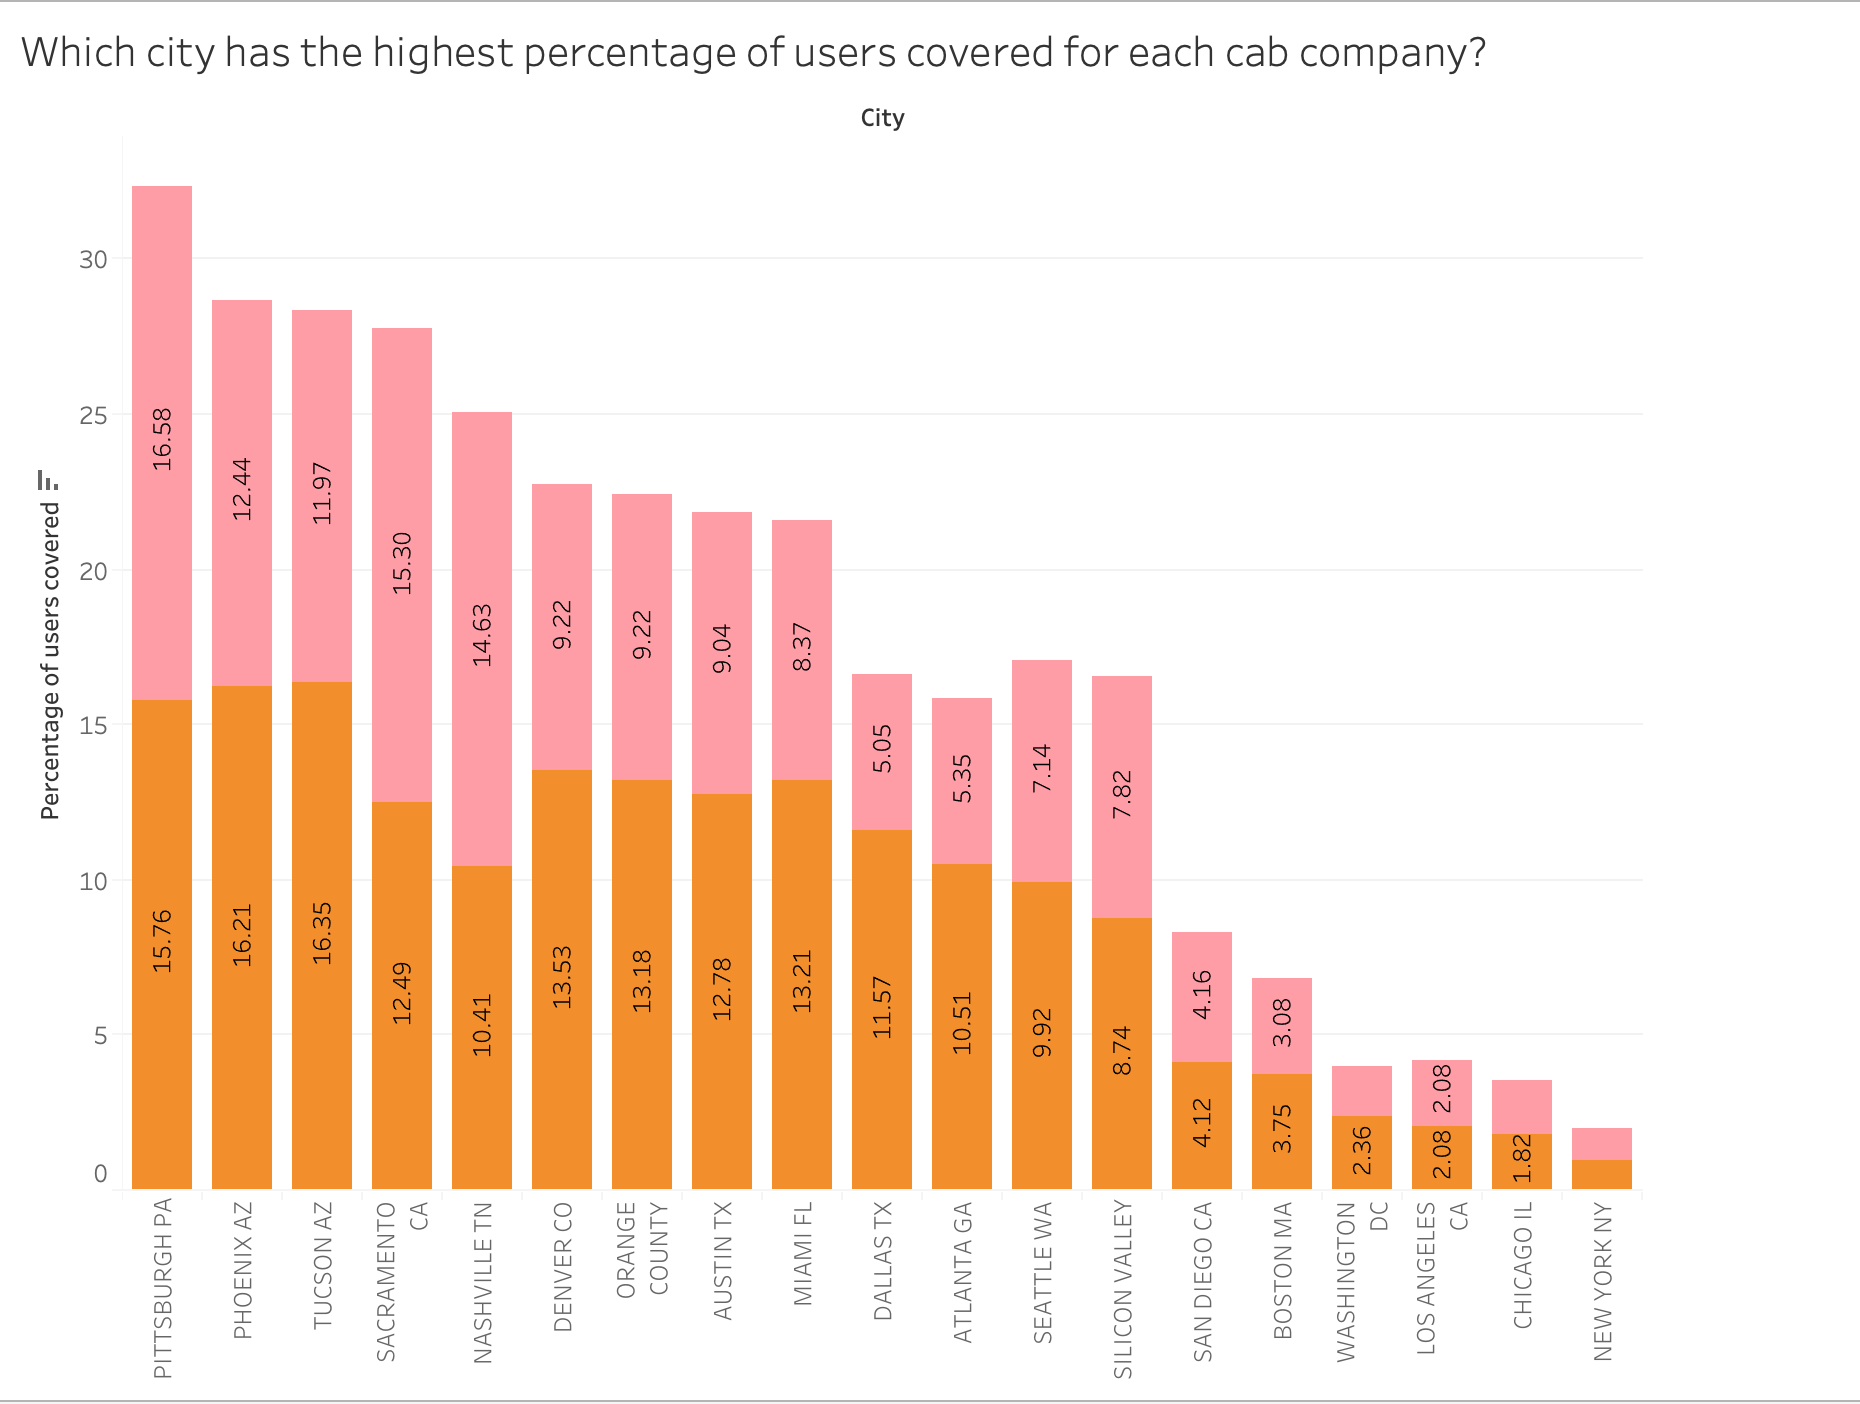 Which city has the highest percentage of users covered for each cab company?
City
Percentage of users covered
30
25
20
15
10
5
0
16.58
15.76
12.44
16.21
11.97
16.35
15.30
12.49
14.63
10.41
9.22
13.53
9.22
13.18
9.04
12.78
8.37
13.21
5.05
11.57
5.35
10.51
7.14
9.92
7.82
8.74
4.16
4.12
3.08
3.75
2.36
2.08
2.08
1.82
PITTSBURGH PA
PHOENIX AZ
TUCSON AZ
SACRAMENTO
CA
NASHVILLE TN
DENVER CO
ORANGE
COUNTY
AUSTIN TX
MIAMI FL
DALLAS TX
ATLANTA GA
SEATTLE WA
SILICON VALLEY
SAN DIEGO CA
BOSTON MA
WASHINGTON
DC
LOS ANGELES
CA
CHICAGO IL
NEW YORK NY